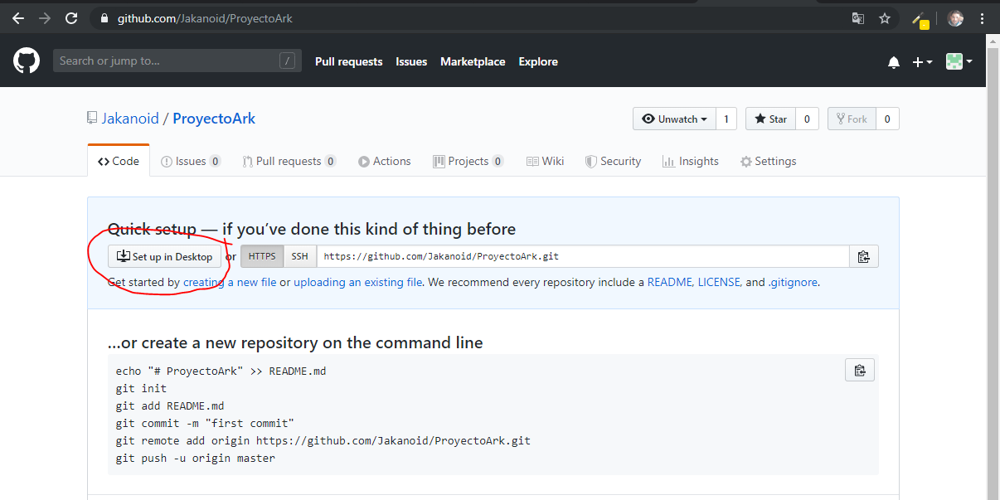 github.com/Jakanoid/ProyectoArk
Search or jump to... /
Pull requests Issues Marketplace Explore
Jakanoid / ProyectoArk
Unwatch 1 Star 0 Fork 0
Code Issues 0 Pull requests 0 Actions Projects 0 Wiki Security Insights Settings
Quick setup — if you've done this kind of thing before
Set up in Desktop or HTTPS SSH https://github.com/Jakanoid/ProyectoArk.git
Get started by creating a new file or uploading an existing file. We recommend every repository include a README, LICENSE, and .gitignore.
…or create a new repository on the command line
echo "# ProyectoArk" >> README.md
git init
git add README.md
git commit -m "first commit"
git remote add origin https://github.com/Jakanoid/ProyectoArk.git
git push -u origin master